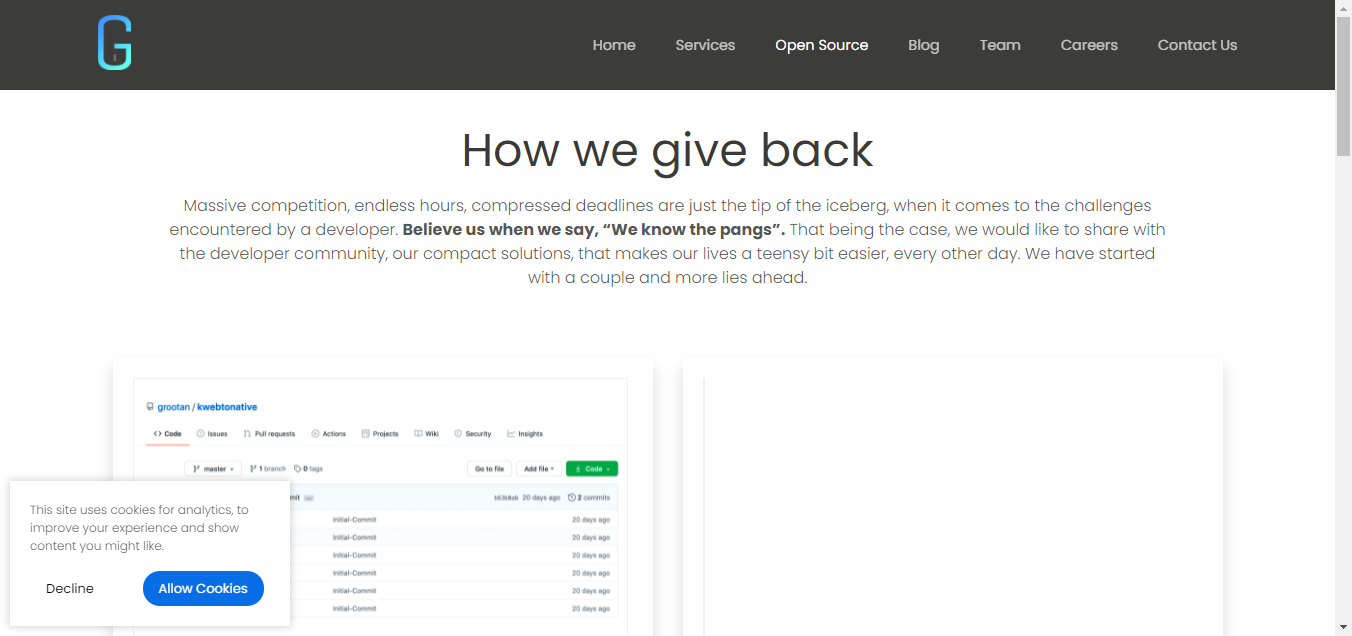 G
Home Services Open Source Blog Team Careers Contact Us
How we give back
Massive competition, endless hours, compressed deadlines are just the tip of the iceberg, when it comes to the challenges
encountered by a developer. Believe us when we say, “We know the pangs”. That being the case, we would like to share with
the developer community, our compact solutions, that makes our lives a teensy bit easier, every other day. We have started
with a couple and more lies ahead.
grootan / kwebtonative
Code Issues Pull requests Actions Projects Wiki Security Insights
master 1 branch 0 tags Go to file Add file Code
20 days ago 2 commits
Initial-Commit 20 days ago
Initial-Commit 20 days ago
Initial-Commit 20 days ago
Initial-Commit 20 days ago
Initial-Commit 20 days ago
Initial-Commit 20 days ago
This site uses cookies for analytics, to
improve your experience and show
content you might like.
Decline Allow Cookies